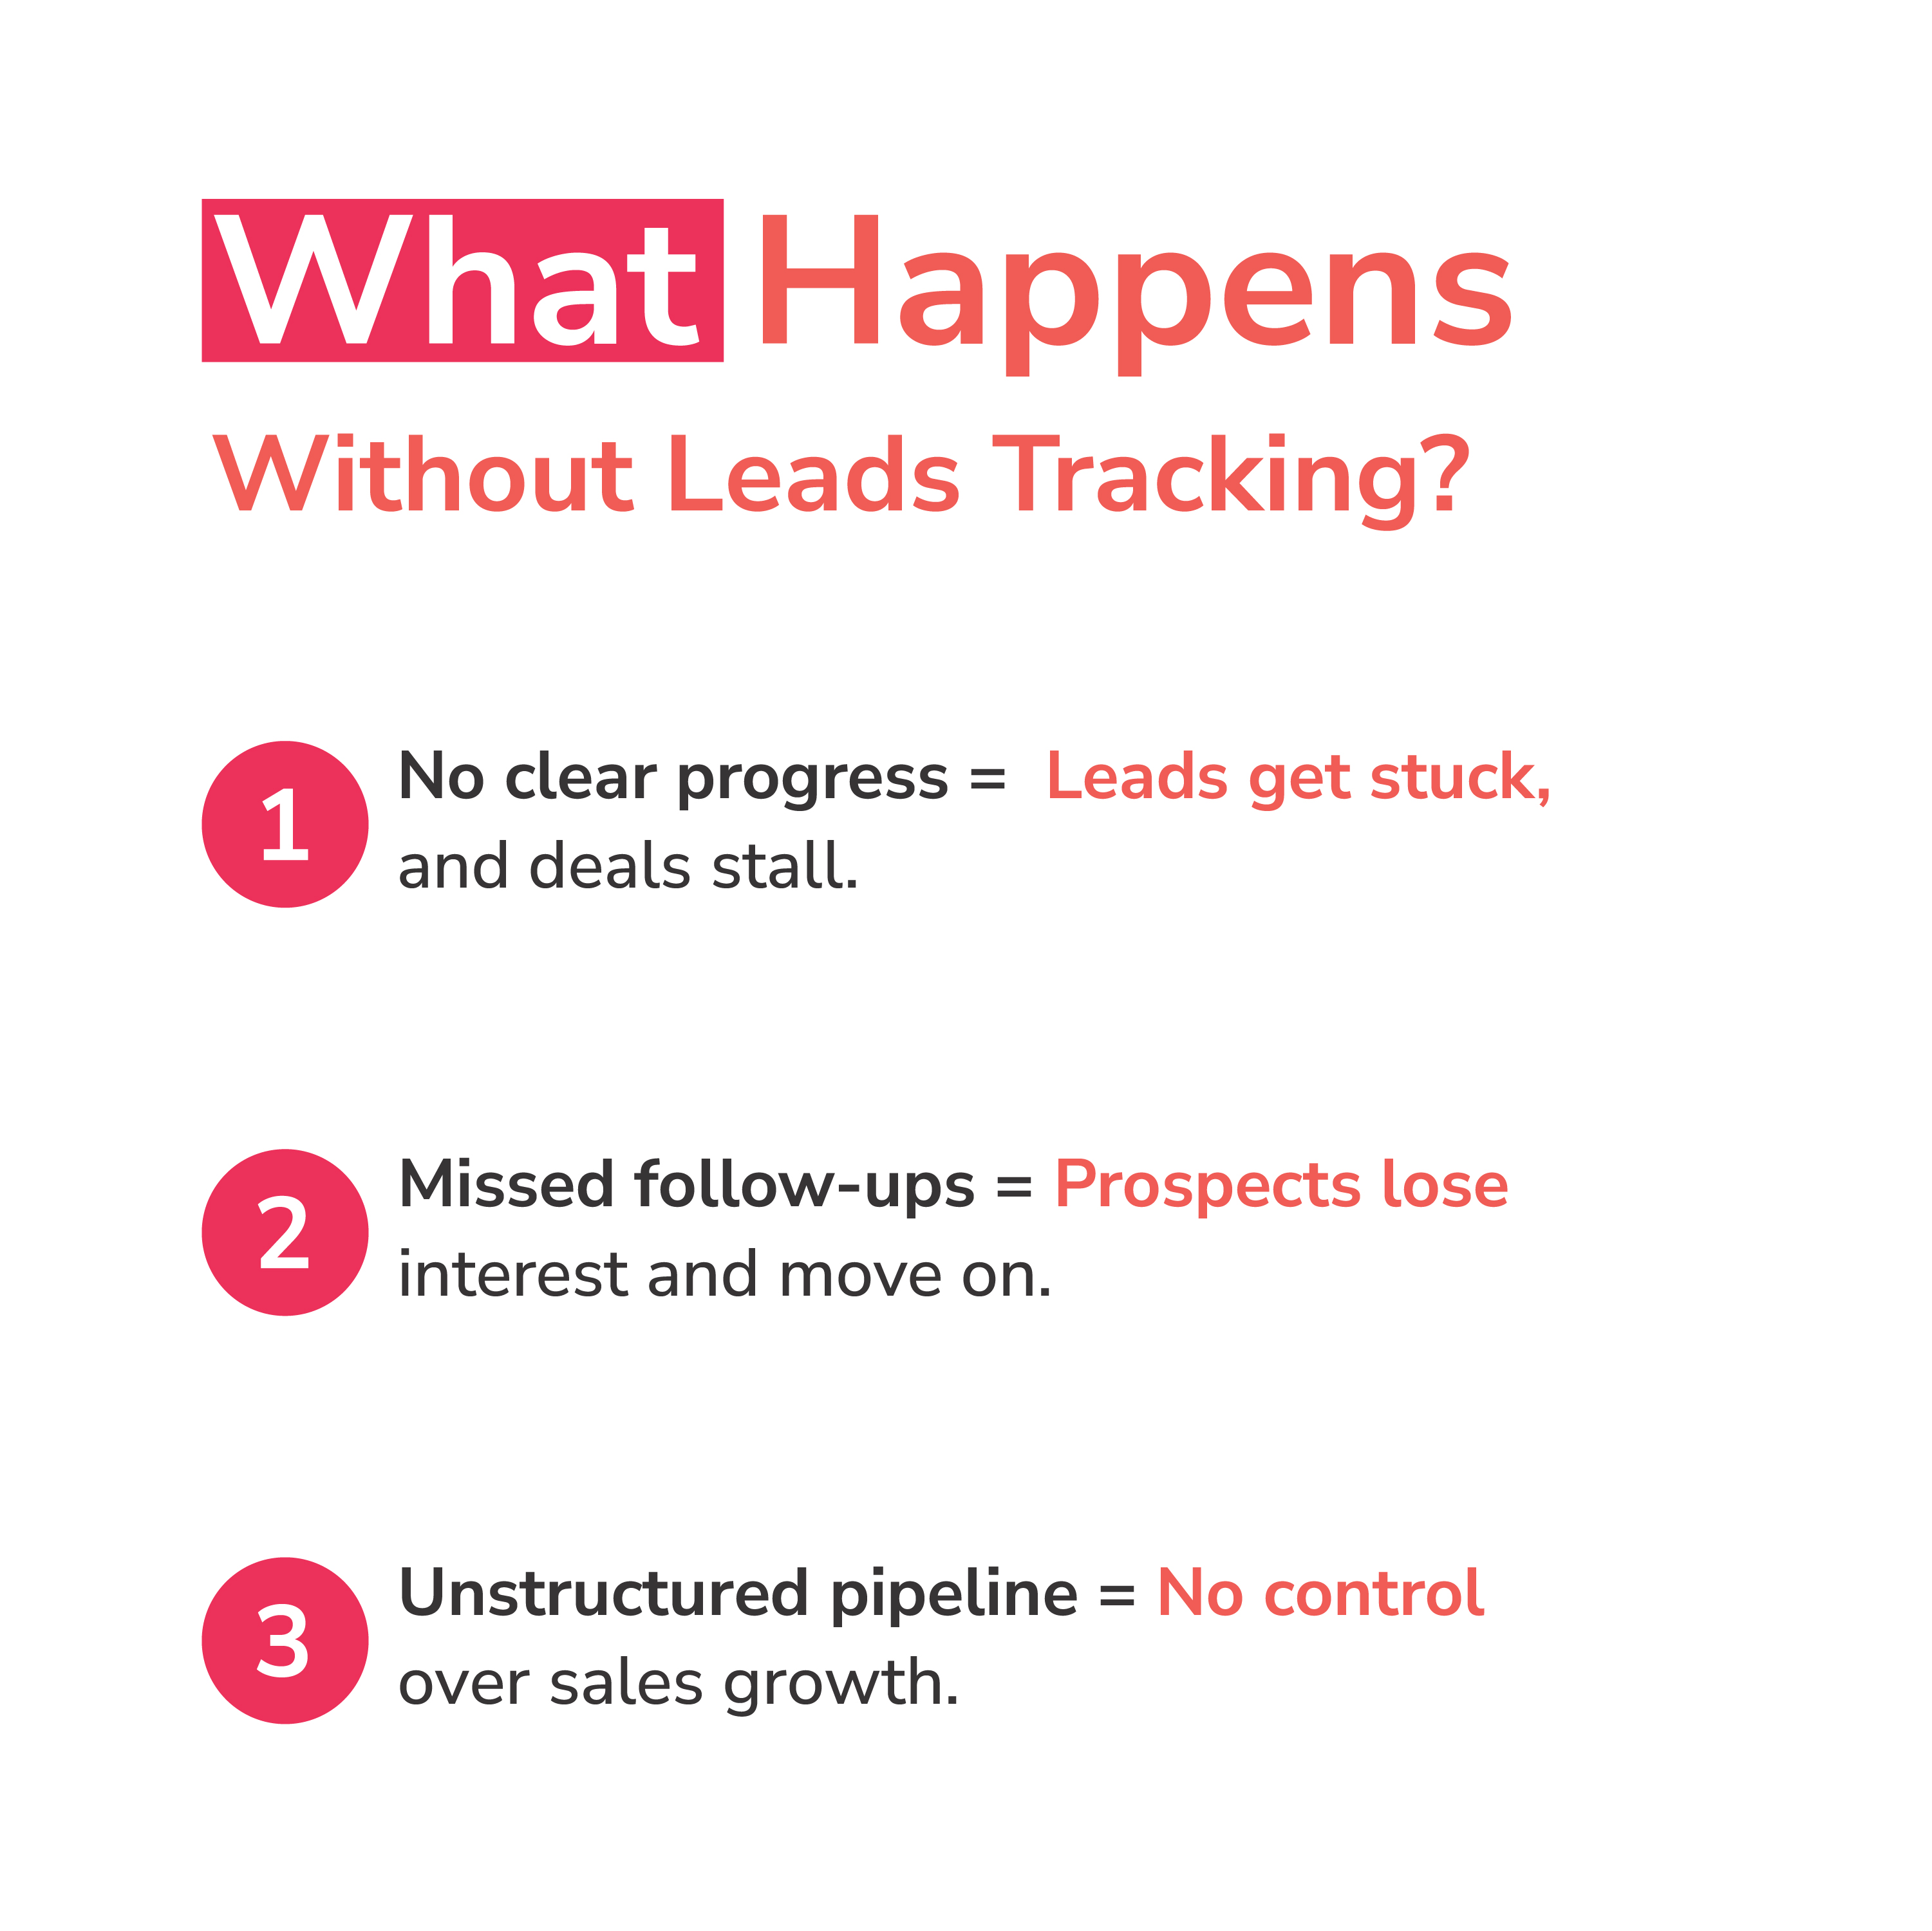 What Happens
Without Leads Tracking?
1
No clear progress = Leads get stuck,
and deals stall.
2
Missed follow-ups = Prospects lose
interest and move on.
3
Unstructured pipeline = No control
over sales growth.